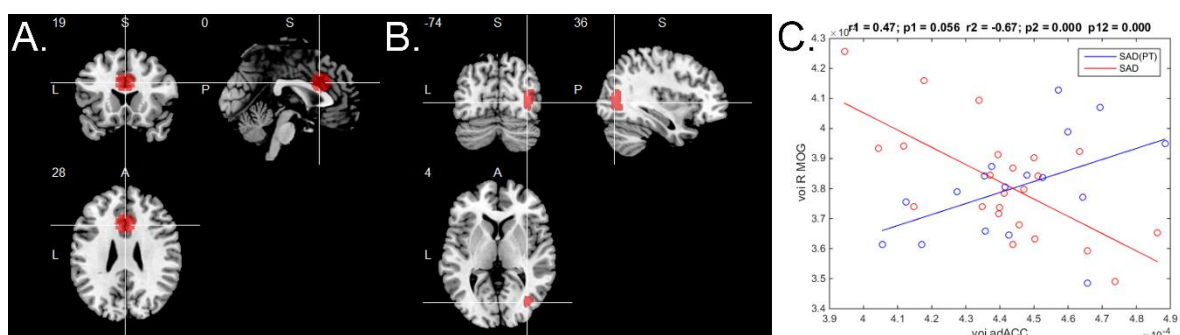 A.
19 S
0 S
L
P
28 A
L
B.
-74 S
36 S
L
P
4 A
L
C.
r1 = 0.47; p1 = 0.056 r2 = -0.67; p2 = 0.000 p12 = 0.000
4.3
4.2
4.1
4
3.9
3.8
3.7
3.6
3.5
3.4
voi R MOG
SAD(PT)
SAD
3.9 4 4.1 4.2 4.3 4.4 4.5 4.6 4.7 4.8 4.9
voi adACC